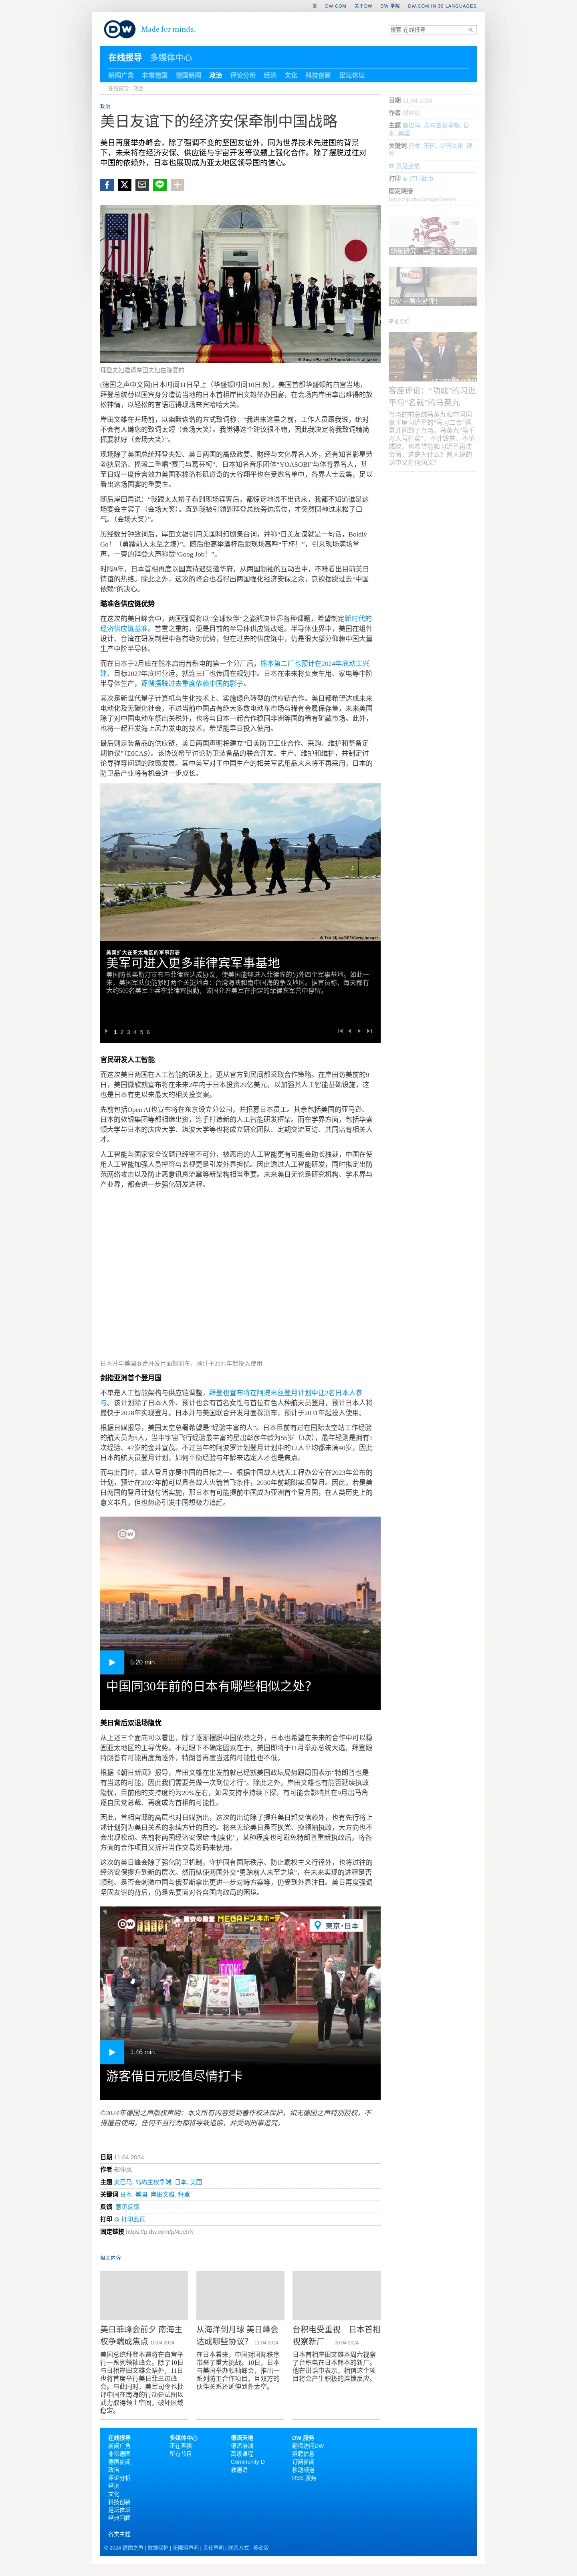 繁 DW.COM 关于DW DW 学院 DW.COM IN 30 LANGUAGES
DW Made for minds.
搜索 在线报导
在线报导 多媒体中心
新闻广角 非常德国 德国新闻 政治 评论分析 经济 文化 科技创新 足坛体坛
在线报导 · 政治
政治
美日友谊下的经济安保牵制中国战略
美日再度举办峰会，除了强调不变的坚固友谊外，同为世界技术先进国的背景下，未来将在经济安保、供应链与宇宙开发等议题上强化合作。除了摆脱过往对中国的依赖外，日本也展现成为亚太地区领导国的信心。
拜登夫妇邀请岸田夫妇在晚宴前
(德国之声中文网)日本时间11日早上（华盛顿时间10日晚），美国首都华盛顿的白宫当地，拜登总统替以国宾身分造访当地的日本首相岸田文雄举办国宴，在会场内岸田拿出难得的放松神情，以轻松的言语逗得现场来宾哈哈大笑。
岸田文雄在开场前，以幽默诙谐的方式致词称，“我进来这里之前，工作人员跟我说，绝对不会有人嫌您的致词太短（会场大笑）。我觉得这个建议很不错，因此我决定将我致词精简扼要就好（会场大笑）”。
现场除了美国总统拜登夫妇、美日两国的高级政要、财经与文化界名人外，还有知名影星劳勃狄尼洛、摇滚二重唱“赛门与葛芬柯”、日本知名音乐团体"YOASOBI"与体育界名人，甚至日媒一度传言效力美国职棒洛杉矶道奇的大谷翔平也在受邀名单中，各界人士云集，足以看出这场国宴的重要性。
随后岸田再说：“我跟太太裕子看到现场宾客后，都惊讶地说不出话来，我都不知道谁是这场宴会主宾了（会场大笑）。直到我被引领到拜登总统旁边席位，才突然回神过来松了口气。（会场大笑）”。
历经数分钟致词后，岸田文雄引用美国科幻剧集台词，并称“日美友谊就是一句话，Boldly Go! （勇踏前人未至之境）”。随后他高举酒杯后跟现场高呼“干杯！”，引来现场满场掌声，一旁的拜登大声称赞“Goog Job！”。
时隔9年，日本首相再度以国宾待遇受邀华府，从两国领袖的互动当中，不难看出目前美日情谊的热络。除此之外，这次的峰会也看得出两国强化经济安保之余，意欲摆脱过去“中国依赖”的决心。
瞄准各供应链优势
在这次的美日峰会中，两国强调将以“全球伙伴”之姿解决世界各种课题，希望制定新时代的经济供应链基准。首重之重的，便是目前的半导体供应链改组。半导体业界中，美国在组件设计、台湾在研发制程中各有绝对优势，但在过去的供应链中，仍是很大部分仰赖中国大量生产中阶半导体。
而在日本于2月底在熊本启用台积电的第一个分厂后，熊本第二厂也预计在2024年底动工兴建，目标2027年底时营运，就连三厂也传闻在规划中。日本在未来将负责车用、家电等中阶半导体生产，逐渐摆脱过去重度依赖中国的影子。
其次是新世代量子计算机与生化技术上、实施绿色转型的供应链合作。美日都希望达成未来电动化及无碳化社会，不过当前中国占有绝大多数电动车市场与稀有金属保存量，未来美国除了对中国电动车祭出关税外，也将与日本一起合作稳固非洲等国的稀有矿藏市场。此外，也将一起开发海上风力发电的技术，希望能早日投入使用。
最后则是装备品的供应链，美日两国声明将建立“日美防卫工业合作、采购、维护和整备定期协议”(DICAS)。该协议希望讨论防卫装备品的联合开发、生产、维护和维护，并制定讨论导弹等问题的政策发展。其中美军对于中国生产的相关军武用品未来将不再采用，日本的防卫品产业将有机会进一步成长。
美国扩大在亚太地区的军事部署
美军可进入更多菲律宾军事基地
美国防长奥斯汀宣布与菲律宾达成协议，使美国能够进入菲律宾的另外四个军事基地。如此一来，美国军队便能紧盯两个关键地点：台湾海峡和南中国海的争议地区。据官员称，每天都有大约500名美军士兵在菲律宾执勤，该国允许美军在指定的菲律宾军营中停留。
1 2 3 4 5 6
官民研发人工智能
而这次美日两国在人工智能的研发上，更从官方到民间都采取合作策略。在岸田访美前的9日，美国微软就宣布将在未来2年内于日本投资29亿美元，以加强其人工智能基础设施，这也是日本有史以来最大的相关投资案。
先前包括Open AI也宣布将在东京设立分公司，并招募日本员工。其余包括美国的亚马逊、日本的软银集团等都相继出资，连手打造新的人工智能研发框架。而在学界方面，包括华盛顿大学与日本的庆应大学、筑波大学等也将成立研究团队、定期交流互访、共同培育相关人才。
人工智能与国家安全议题已经密不可分，被恶用的人工智能更有可能会助长独裁，中国在使用人工智能加强人员控管与监视更是引发外界担忧。因此透过人工智能研发，同时拟定出防范网络攻击以及防止恶意讯息流窜等新架构相当重要。未来美日无论是研究机构、学术界与产业界，都会进一步强化研发进程。
日本并与美国联合开发月面探测车，预计于2031年起投入使用
剑指亚洲首个登月国
不单是人工智能架构与供应链调整，拜登也宣布将在阿提米丝登月计划中让2名日本人参与。该计划除了日本人外、预计也会有首名女性与首位有色人种航天员登月，预计日本人将最快于2028年实现登月。日本并与美国联合开发月面探测车，预计于2031年起投入使用。
根据日媒报导，美国太空总署希望是“经验丰富的人”。日本目前有过在国际太空站工作经验的航天员为5人，当中宇宙飞行经验最丰富的星出彰彦年龄为55岁（3次），最年轻则是拥有1次经验、47岁的金井宣茂。不过当年的阿波罗计划登月计划中的12人平均都未满40岁，因此日本的航天员登月计划，如何平衡经验与年龄来选定人才也是焦点。
而与此同时，载人登月亦是中国的目标之一。根据中国载人航天工程办公室在2023年公布的计划，预计在2027年前可以具备载人火箭首飞条件，2030年前期盼实现登月。因此，若是美日两国的登月计划付诸实施，那日本有可能提前中国成为亚洲首个登月国，在人类历史上的意义非凡，但也势必引发中国想极力追赶。
5:20 min
中国同30年前的日本有哪些相似之处？
美日背后双退场隐忧
从上述三个面向可以看出，除了逐渐摆脱中国依赖之外，日本也希望在未来的合作中可以稳固亚太地区的主导优势。不过眼下不确定因素在于，美国即将于11月举办总统大选，拜登跟特朗普有可能再度角逐外，特朗普再度当选的可能性也不低。
根据《朝日新闻》报导，岸田文雄在出发前就已经就美国政坛局势跟周围表示“特朗普也是有当选的可能，因此我们需要先做一次到位才行”。除此之外，岸田文雄也有能否延续执政隐忧，目前他的支持度约为20%左右，如果支持率持续下探，有可能会影响其在9月出马角逐自民党总裁、再度成为首相的可能性。
因此，首相官邸的高层也对日媒指出，这次的出访除了提升美日邦交信赖外，也有先行将上述计划列为美日关系的永续方针的目的。将来无论美日是否换党、换领袖执政，大方向也不会出现松动。先前将两国经济安保给“制度化”，某种程度也可避免特朗普重新执政后，将各方面的合作项目又拆开当作交易筹码来使用。
这次的美日峰会除了强化防卫机制，守护固有国际秩序、防止霸权主义行径外，也将过往的经济安保提升到新的层次。然而纵使两国外交“勇踏前人未至之境”，在未来实现的进程是否顺利、是否会刺激中国与俄罗斯拿出更进一步对峙方案等，仍受到外界注目。美日再度强调坚固友谊的背后，仍是先要面对各自国内政局的困境。
東京·日本
1:46 min
游客借日元贬值尽情打卡
©2024年德国之声版权声明：本文所有内容受到著作权法保护，如无德国之声特别授权，不得擅自使用。任何不当行为都将导致追偿，并受到刑事追究。
日期 11.04.2024
作者 郑仲岚
主题 奥巴马, 岛屿主权争端, 日本, 美国
关键词 日本, 美国, 岸田文雄, 拜登
反馈 意见反馈
打印 打印此页
固定链接 https://p.dw.com/p/4eerN
相关内容
美日菲峰会前夕 南海主权争端成焦点 10.04.2024
美国总统拜登本週将在白宫举行一系列领袖峰会。除了10日与日相岸田文雄会晤外，11日也将首度举行美日菲三边峰会。与此同时，美军司令也批评中国在南海的行动是试图以武力取得领土空间，破坏区域稳定。
从海洋到月球 美日峰会达成哪些协议？ 11.04.2024
在日本看来，中国对国际秩序带来了重大挑战。10日，日本与美国举办领袖峰会，推出一系列防卫合作项目，且双方的伙伴关系还延伸到外太空。
台积电受重视　日本首相视察新厂 06.04.2024
日本首相岸田文雄本周六视察了台积电在日本熊本的新厂。他在讲话中表示，相信这个项目将会产生积极的连锁反应。
日期 11.04.2024
作者 郑仲岚
主题 奥巴马, 岛屿主权争端, 日本, 美国
关键词 日本, 美国, 岸田文雄, 拜登
意见反馈
打印 打印此页
固定链接 https://p.dw.com/p/4eerN
DW 一看你就懂！
评论分析
客座评论：“功成”的习近平与“名就”的马英九
台湾的前总统马英九和中国国家主席习近平的“马习二会”落幕并回到了台湾。马英九“虽千万人吾往矣”，不计毁誉、不论成败，也希望能和习近平再次会面，这是为什么？两人说的话中又有何涵义？
在线报导 多媒体中心 德语天地 DW 服务
新闻广角 正在直播 德语培训 翻墙访问DW
非常德国 所有节目 高级课程 招聘信息
德国新闻 Community D 订阅新闻
政治 教德语 移动频道
评论分析 RSS 服务
经济
文化
科技创新
足坛体坛
经典回顾
各类主题
© 2024 德国之声 | 数据保护 | 无障碍声明 | 责任声明 | 联系方式 | 移动版